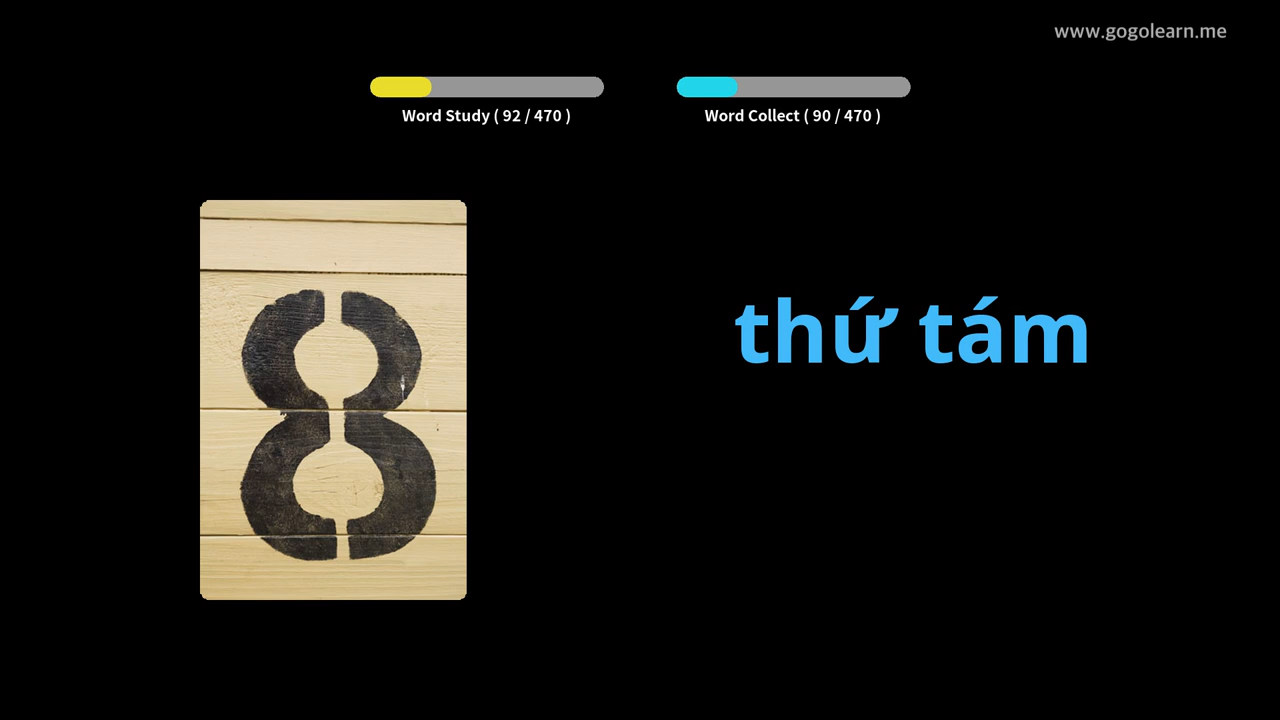 www.gogolearn.me
Word Study ( 92 / 470 )
Word Collect ( 90 / 470 )
8
thứ tám